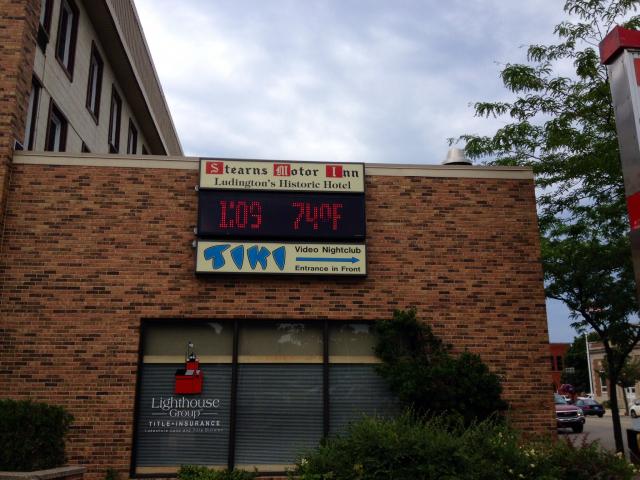 Stearns Motor Inn
Ludington's Historic Hotel
1:09 74°F
TIKI
Video Nightclub
Entrance in Front
Lighthouse
Group
TITLE•INSURANCE